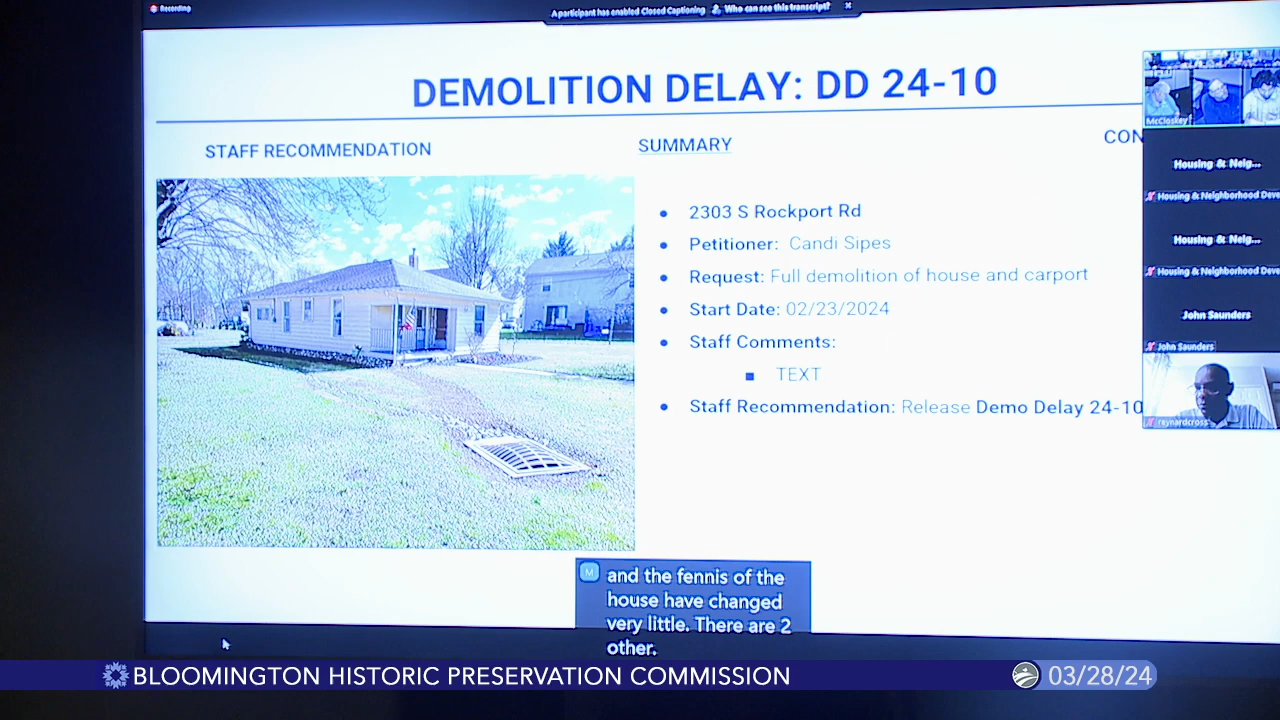 Recording
A participant has enabled Closed Captioning Who can see this transcript?
DEMOLITION DELAY: DD 24-10
STAFF RECOMMENDATION
SUMMARY
CON
2303 S Rockport Rd
Petitioner: Candi Sipes
Request: Full demolition of house and carport
Start Date: 02/23/2024
Staff Comments:
TEXT
Staff Recommendation: Release Demo Delay 24-10
McCloskey
Housing & Neig...
Housing & Neighborhood Deve
Housing & Neig...
Housing & Neighborhood Deve
John Saunders
John Saunders
reynardcross
M
and the fennis of the
house have changed
very little. There are 2
other.
BLOOMINGTON HISTORIC PRESERVATION COMMISSION
03/28/24